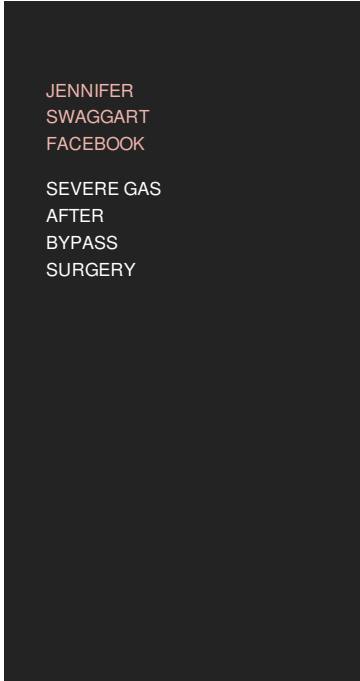 JENNIFER
SWAGGART
FACEBOOK
SEVERE GAS
AFTER
BYPASS
SURGERY